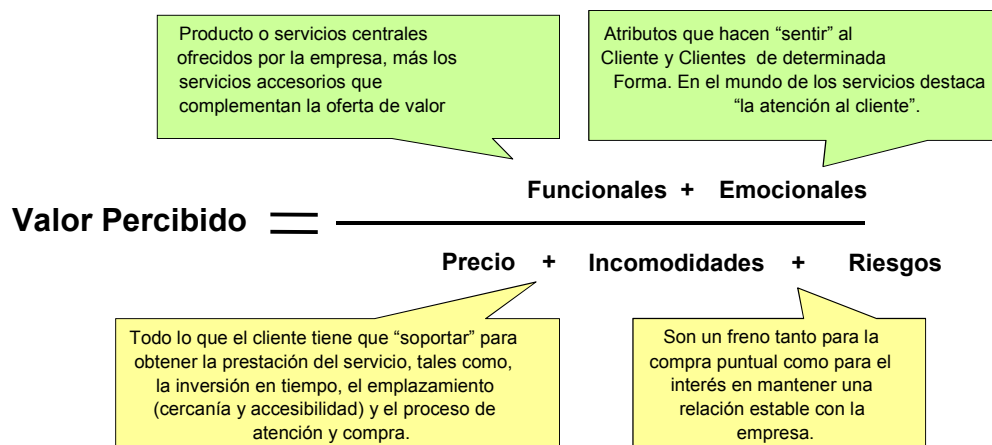 Producto o servicios centrales
ofrecidos por la empresa, más los
servicios accesorios que
complementan la oferta de valor
Atributos que hacen “sentir” al
Cliente y Clientes de determinada
Forma. En el mundo de los servicios destaca
“la atención al cliente”.
Funcionales + Emocionales
Valor Percibido =
Precio + Incomodidades + Riesgos
Todo lo que el cliente tiene que “soportar” para
obtener la prestación del servicio, tales como,
la inversión en tiempo, el emplazamiento
(cercanía y accesibilidad) y el proceso de
atención y compra.
Son un freno tanto para la
compra puntual como para el
interés en mantener una
relación estable con la
empresa.